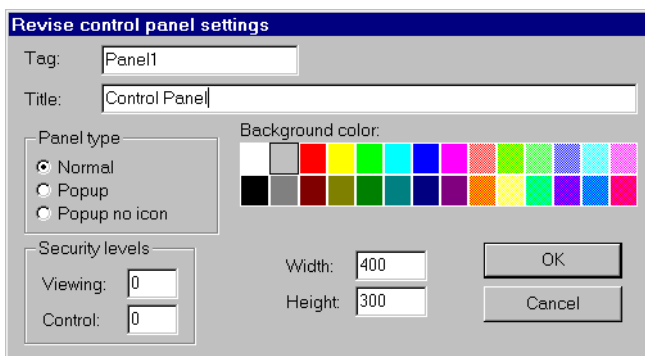 Revise control panel settings
Tag: Panel1
Title: Control Panel
Panel type
Normal
Popup
Popup no icon
Background color:
Security levels
Viewing: 0
Control: 0
Width: 400
Height: 300
OK
Cancel